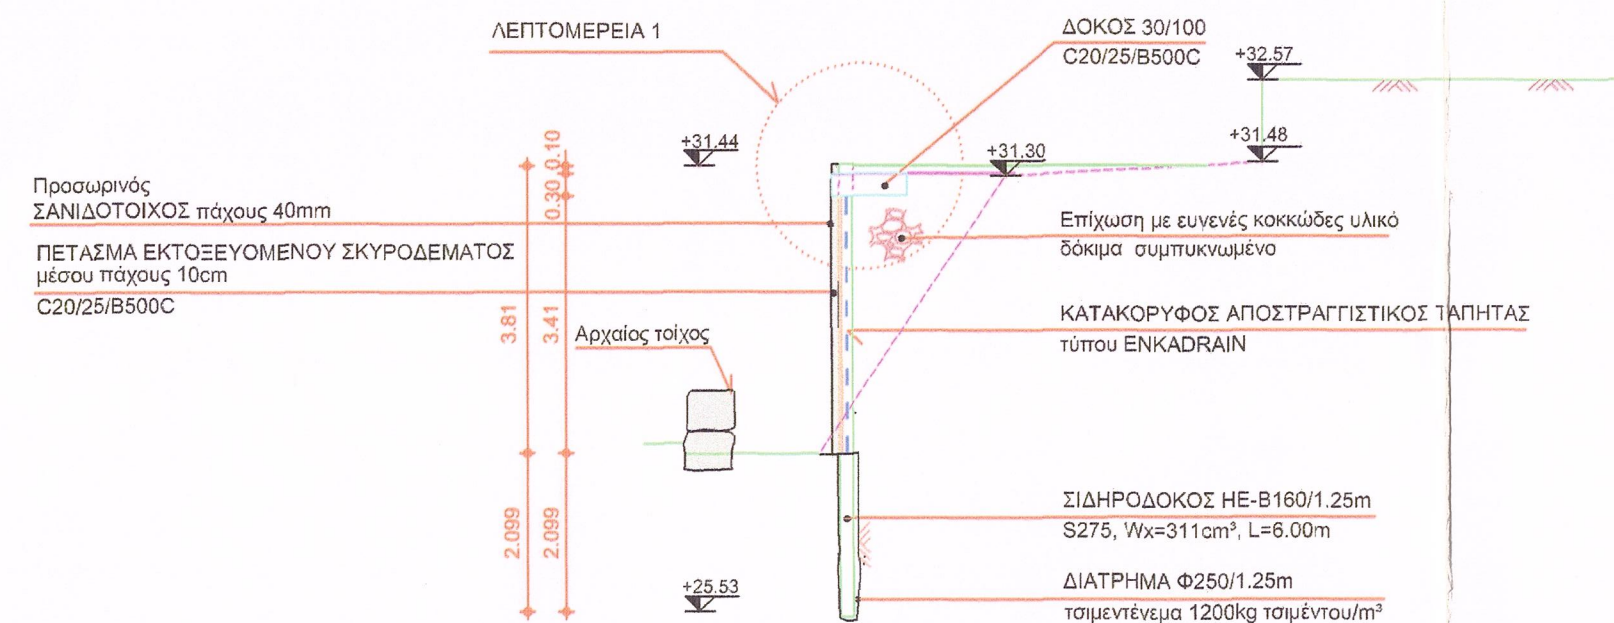 ΛΕΠΤΟΜΕΡΕΙΑ 1
ΔΟΚΟΣ 30/100
C20/25/B500C
+32.57
+31.44
+31.30
+31.48
0.10
0.30
Προσωρινός
ΣΑΝΙΔΟΤΟΙΧΟΣ πάχους 40mm
ΠΕΤΑΣΜΑ ΕΚΤΟΞΕΥΟΜΕΝΟΥ ΣΚΥΡΟΔΕΜΑΤΟΣ
μέσου πάχους 10cm
C20/25/B500C
Επίχωση με ευγενές κοκκώδες υλικό
δόκιμα συμπυκνωμένο
3.81
3.41
Αρχαίος τοίχος
ΚΑΤΑΚΟΡΥΦΟΣ ΑΠΟΣΤΡΑΓΓΙΣΤΙΚΟΣ ΤΑΠΗΤΑΣ
τύπου ENKADRAIN
2.099
2.099
ΣΙΔΗΡΟΔΟΚΟΣ HE-B160/1.25m
S275, Wx=311cm³, L=6.00m
+25.53
ΔΙΑΤΡΗΜΑ Φ250/1.25m
τσιμεντένεμα 1200kg τσιμέντου/m³